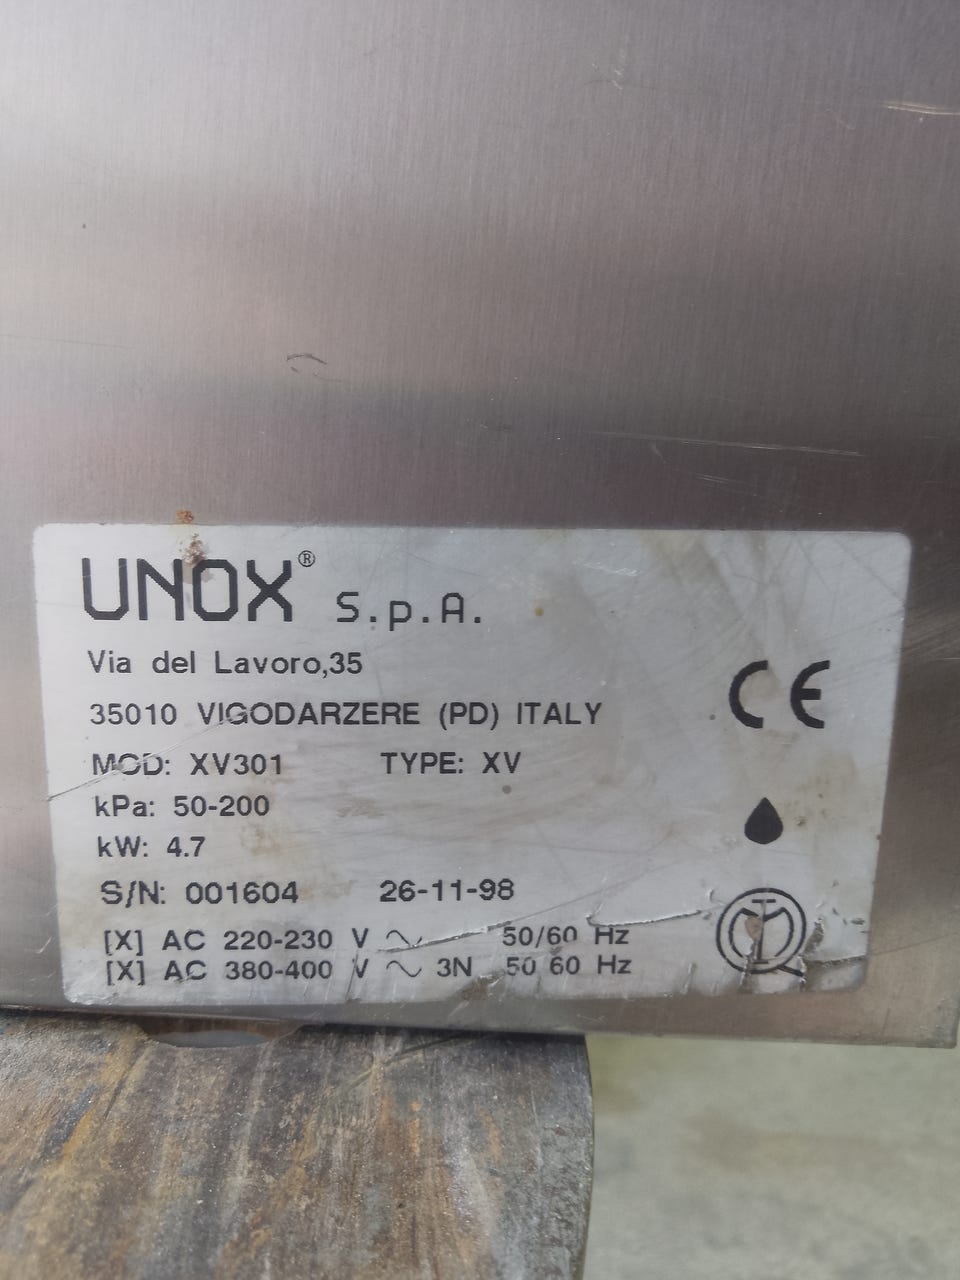 UNOX® S.p.A.
Via del Lavoro,35
35010 VIGODARZERE (PD) ITALY
MOD: XV301 TYPE: XV
kPa: 50-200
kW: 4.7
S/N: 001604 26-11-98
[X] AC 220-230 V ~ 50/60 Hz
[X] AC 380-400 V ~ 3N 50 60 Hz
CE